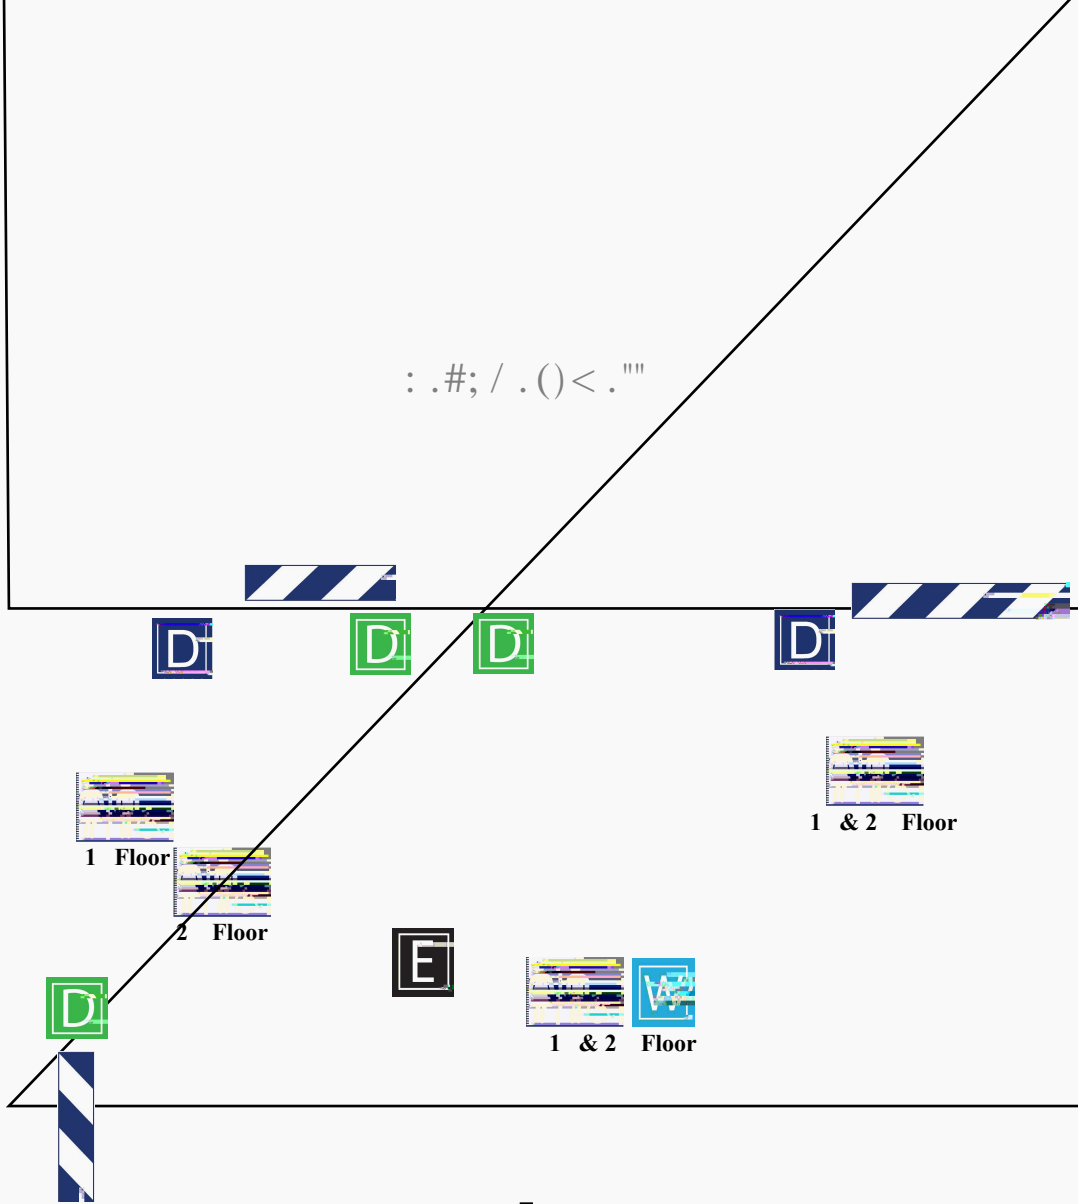 : .#; / .()< .""
D D D D
1 & 2 Floor
1 Floor
2 Floor
E
W
D
1 & 2 Floor